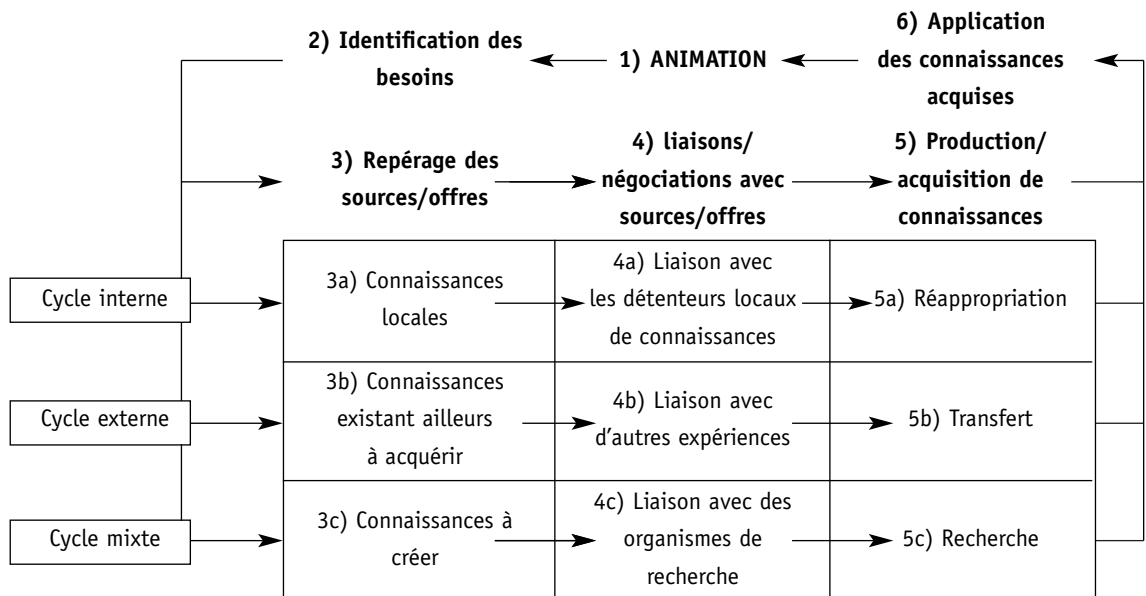 2) Identification des
besoins
1) ANIMATION
6) Application
des connaissances
acquises
3) Repérage des
sources/offres
4) liaisons/
négociations avec
sources/offres
5) Production/
acquisition de
connaissances
Cycle interne
3a) Connaissances
locales
4a) Liaison avec
les détenteurs locaux
de connaissances
5a) Réappropriation
Cycle externe
3b) Connaissances
existant ailleurs
à acquérir
4b) Liaison avec
d'autres expériences
5b) Transfert
Cycle mixte
3c) Connaissances à
créer
4c) Liaison avec des
organismes de
recherche
5c) Recherche